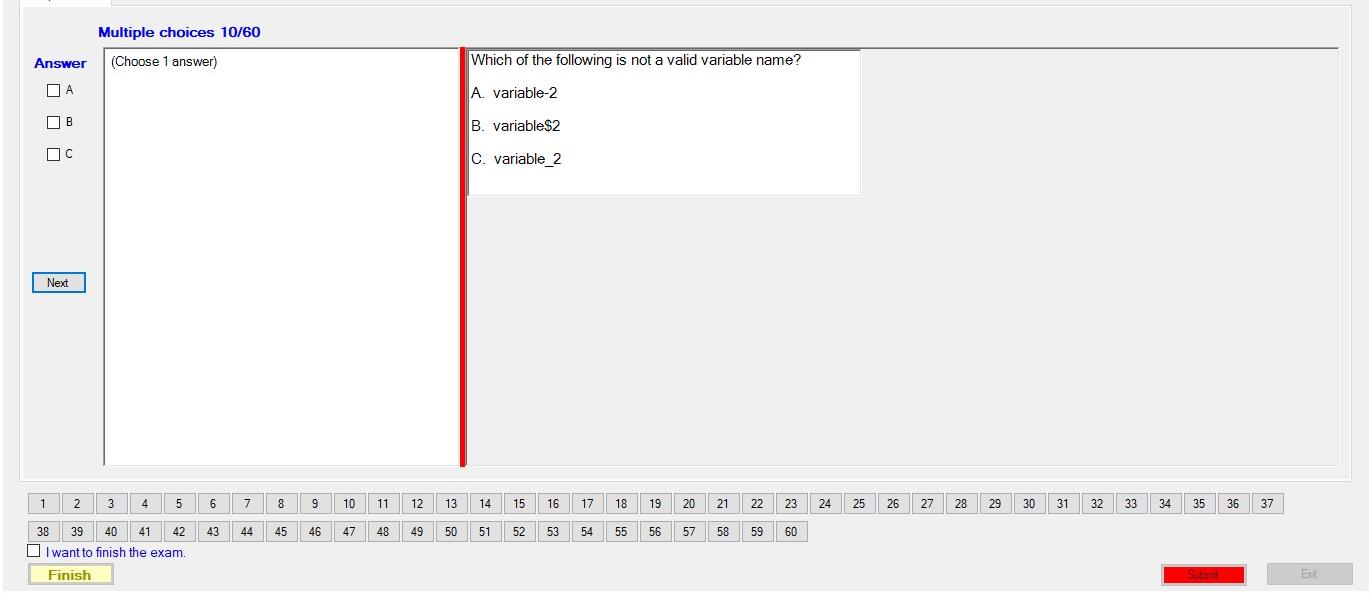 Multiple choices 10/60
Answer
(Choose 1 answer)
A
B
C
Which of the following is not a valid variable name?
A. variable-2
B. variable$2
C. variable_2
Next
1 2 3 4 5 6 7 8 9 10 11 12 13 14 15 16 17 18 19 20 21 22 23 24 25 26 27 28 29 30 31 32 33 34 35 36 37
38 39 40 41 42 43 44 45 46 47 48 49 50 51 52 53 54 55 56 57 58 59 60
I want to finish the exam.
Finish
Submit
Exit